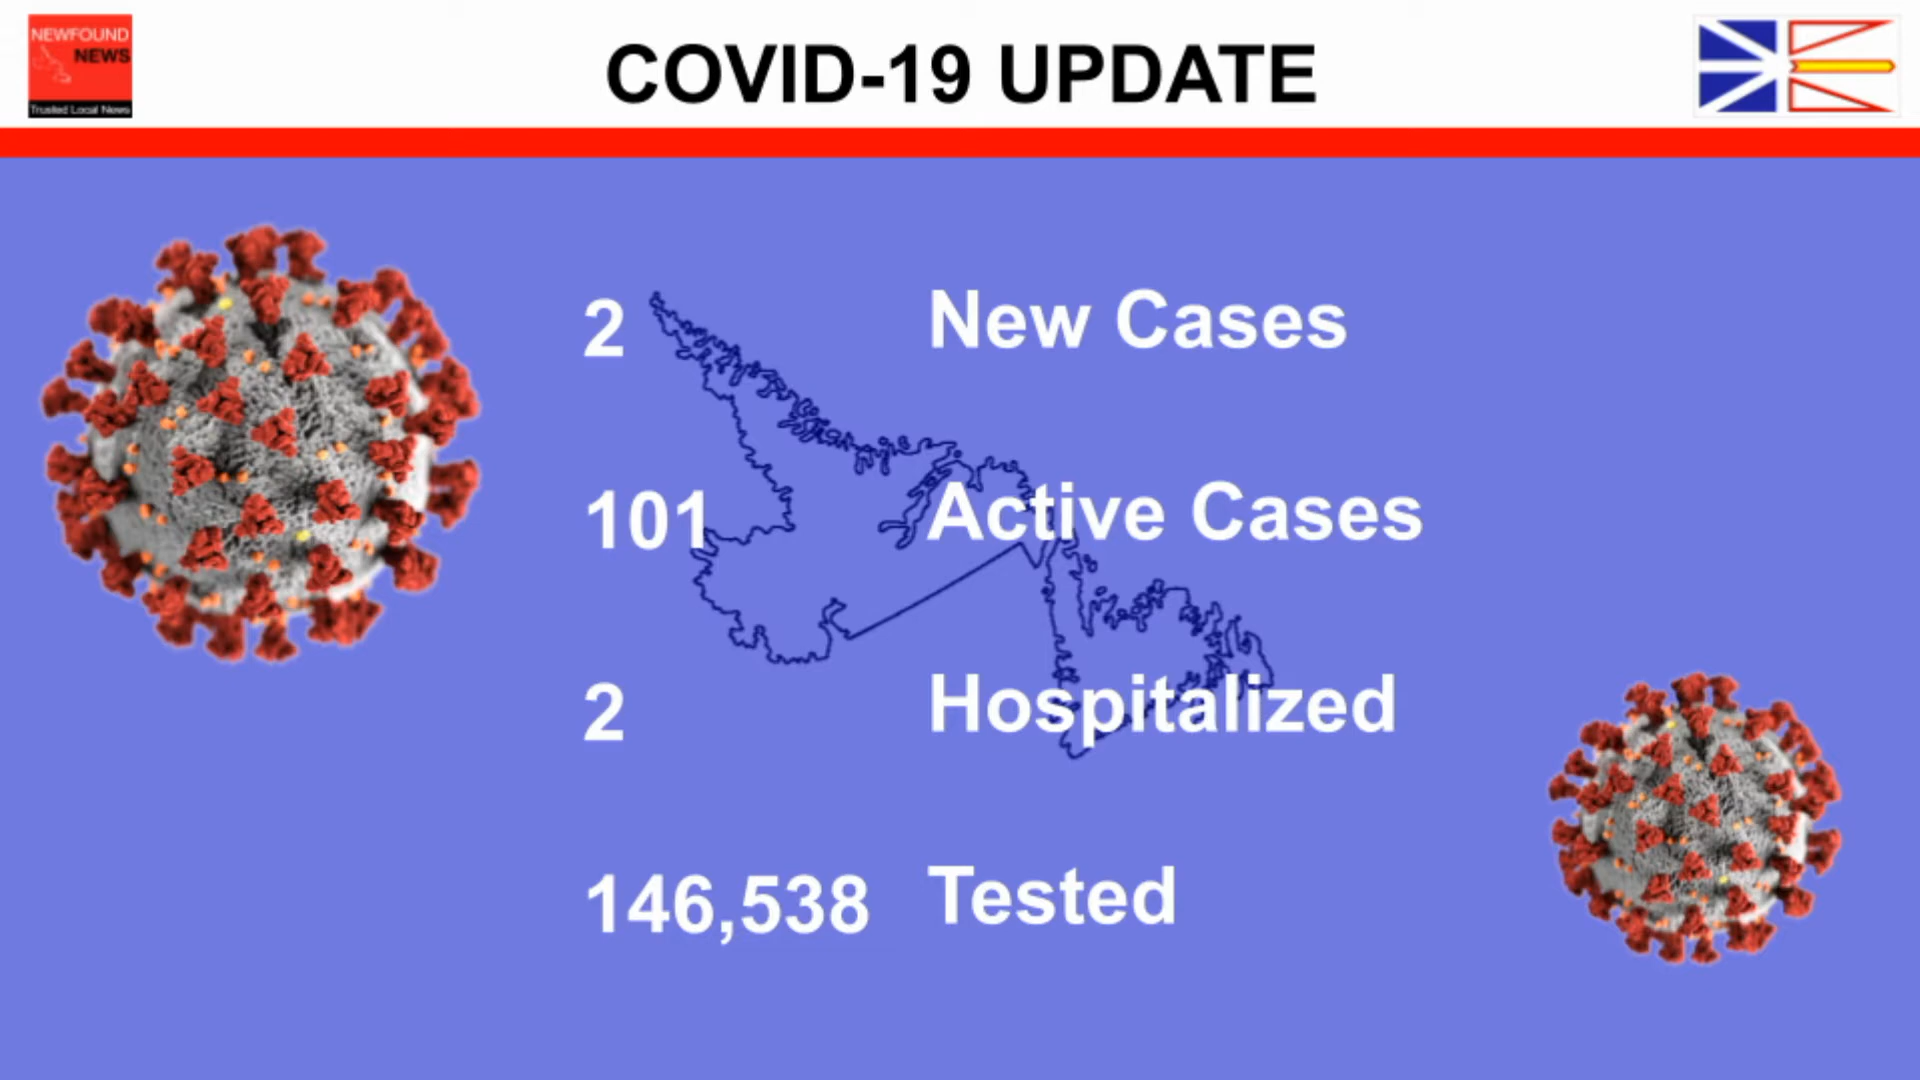 NEWFOUND
NEWS
Trusted Local News
COVID-19 UPDATE
2 New Cases
101 Active Cases
2 Hospitalized
146,538 Tested